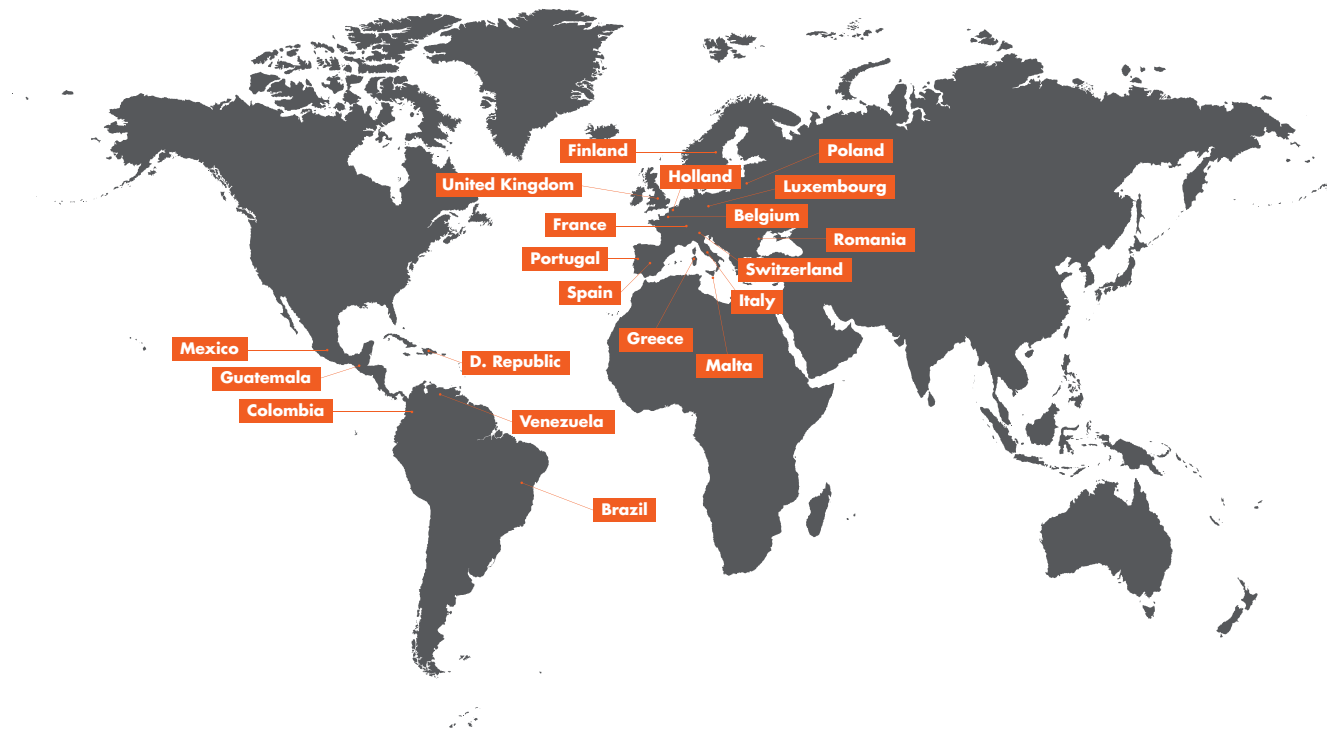 Finland
Poland
Holland
United Kingdom
Luxembourg
Belgium
France
Romania
Portugal
Switzerland
Spain
Italy
Greece
Mexico
D. Republic
Malta
Guatemala
Colombia
Venezuela
Brazil